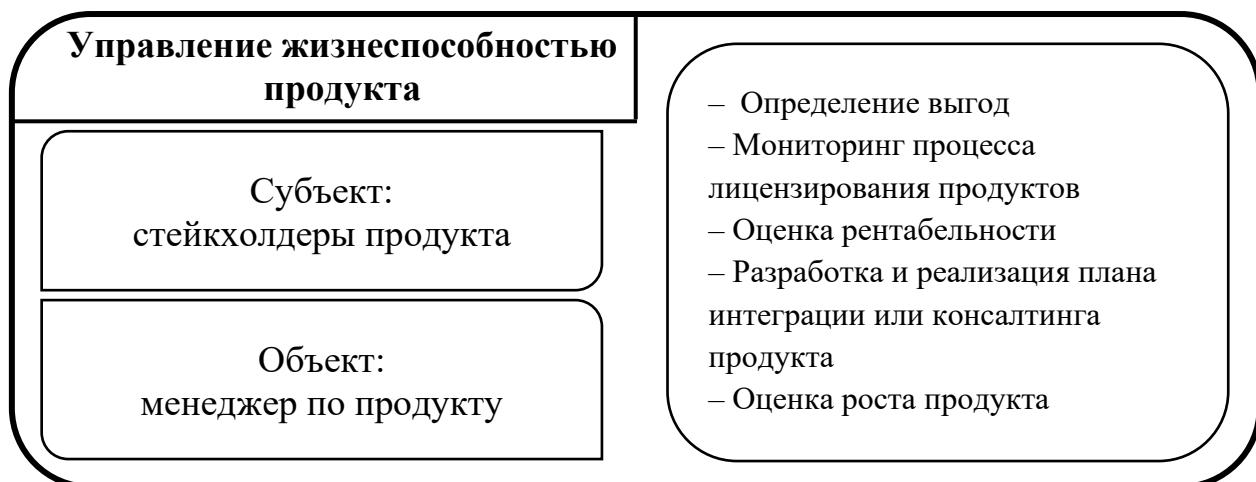 Управление жизнеспособностью
продукта
Субъект:
стейкхолдеры продукта
Объект:
менеджер по продукту
– Определение выгод
– Мониторинг процесса
лицензирования продуктов
– Оценка рентабельности
– Разработка и реализация плана
интеграции или консалтинга
продукта
– Оценка роста продукта